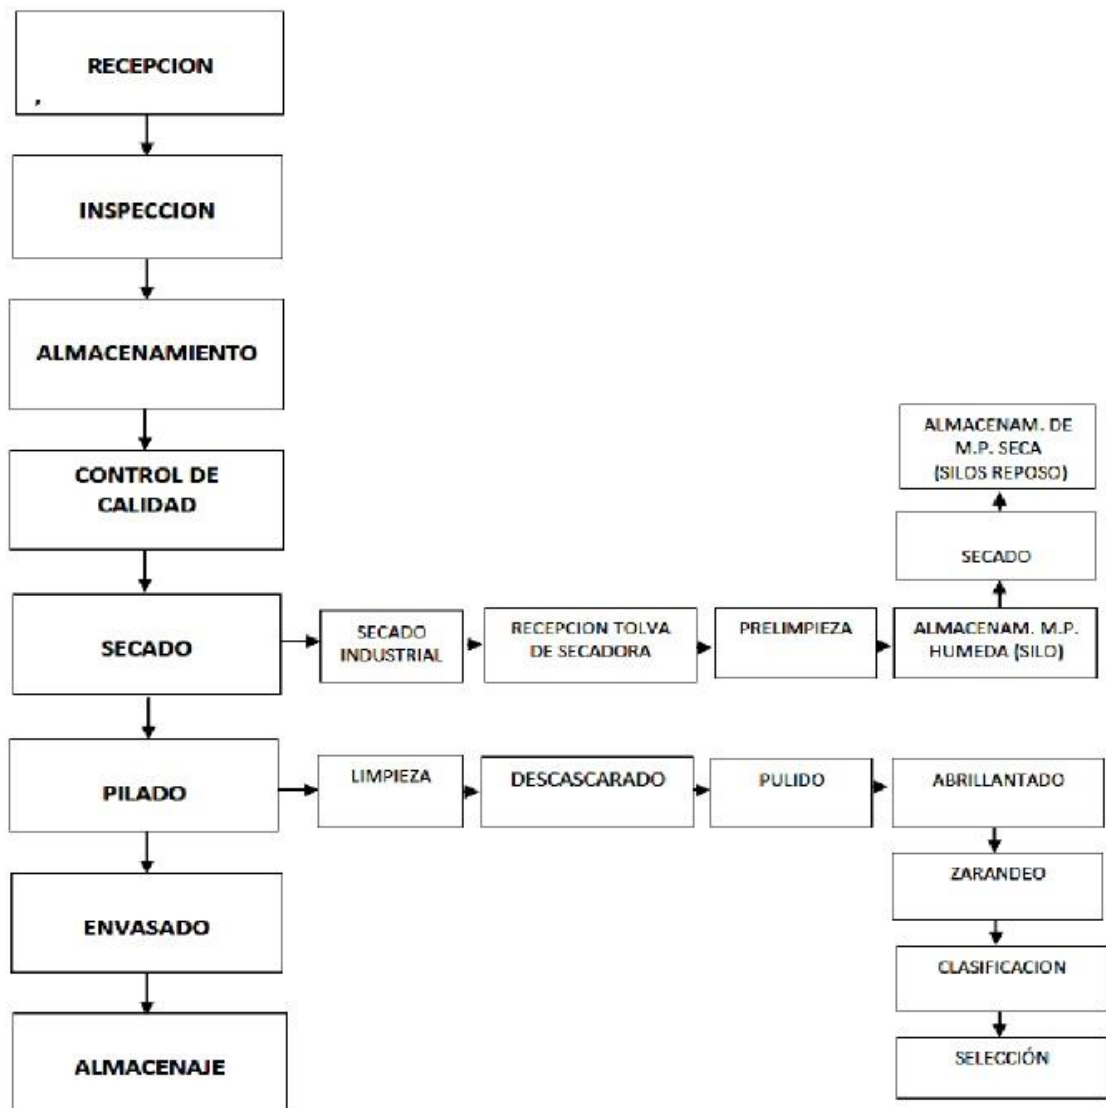 RECEPCION
,
INSPECCION
ALMACENAMIENTO
CONTROL DE
CALIDAD
SECADO
SECADO
INDUSTRIAL
RECEPCION TOLVA
DE SECADORA
PRELIMPIEZA
ALMACENAM. M.P.
HUMEDA (SILO)
SECADO
ALMACENAM. DE
M.P. SECA
(SILOS REPOSO)
PILADO
LIMPIEZA
DESCASCARADO
PULIDO
ABRILLANTADO
ZARANDEO
CLASIFICACION
SELECCIÓN
ENVASADO
ALMACENAJE